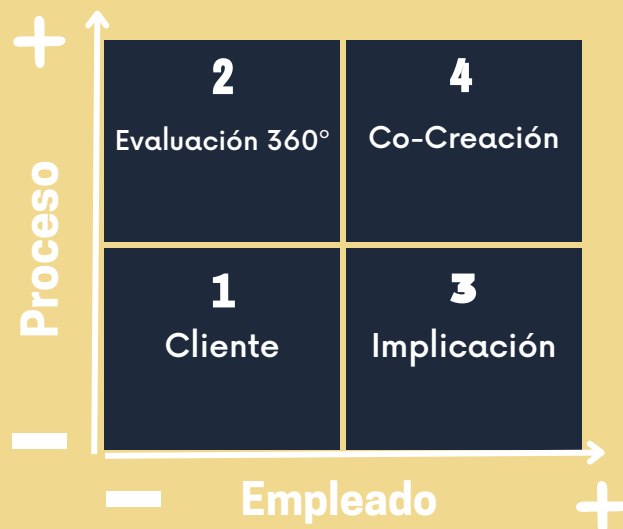 +
2
Evaluación 360°
4
Co-Creación
Proceso
1
Cliente
3
Implicación
—
—
Empleado
+